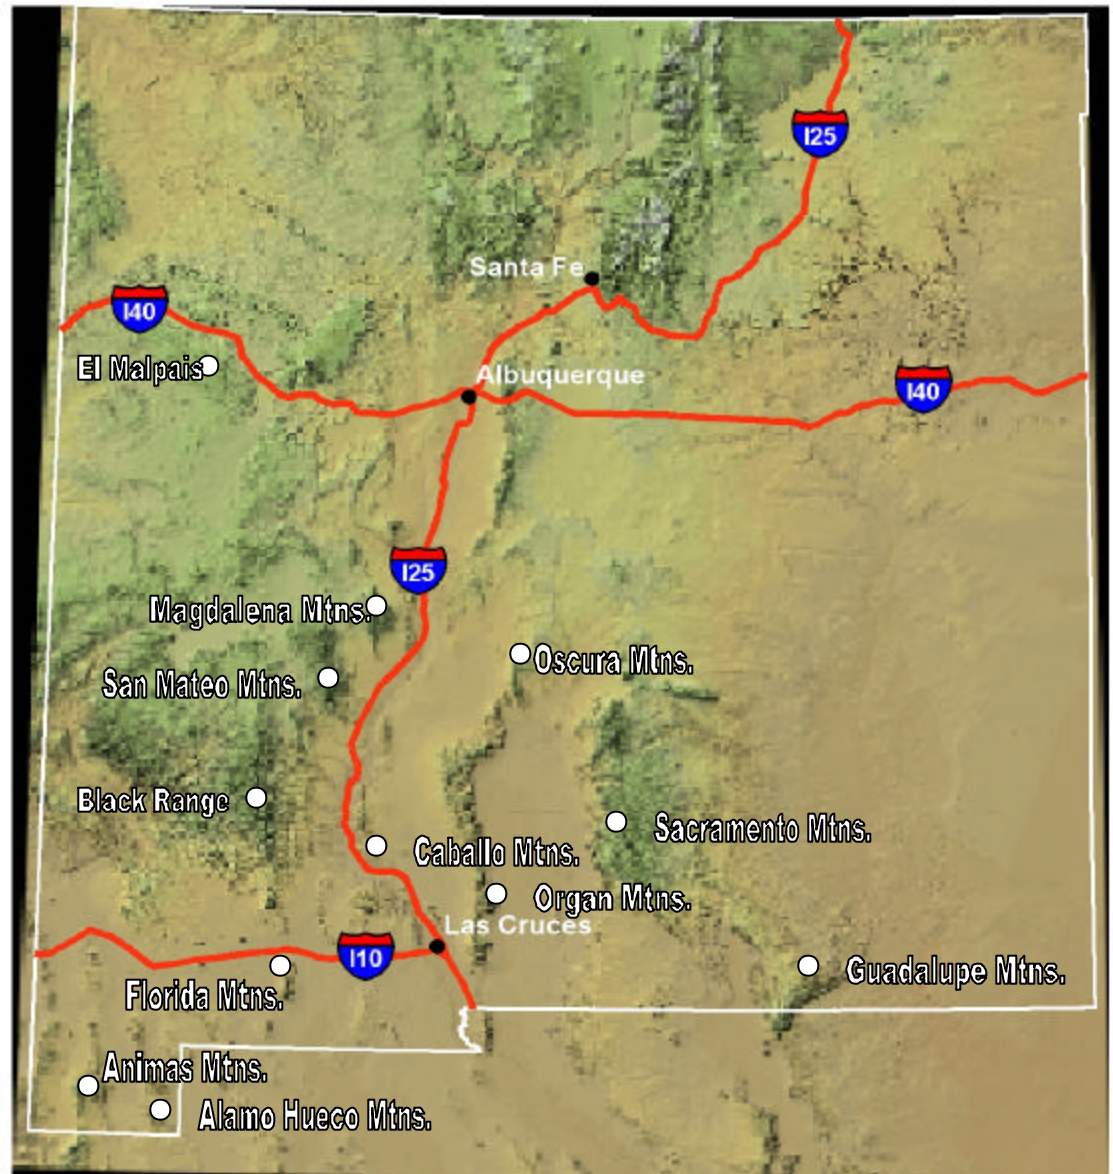 I25
Santa Fe
I40
El Malpais
Albuquerque
I40
I25
Magdalena Mtns.
Oscura Mtns.
San Mateo Mtns.
Black Range
Sacramento Mtns.
Caballo Mtns.
Organ Mtns.
Las Cruces
I10
Guadalupe Mtns.
Florida Mtns.
Animas Mtns.
Alamo Hueco Mtns.